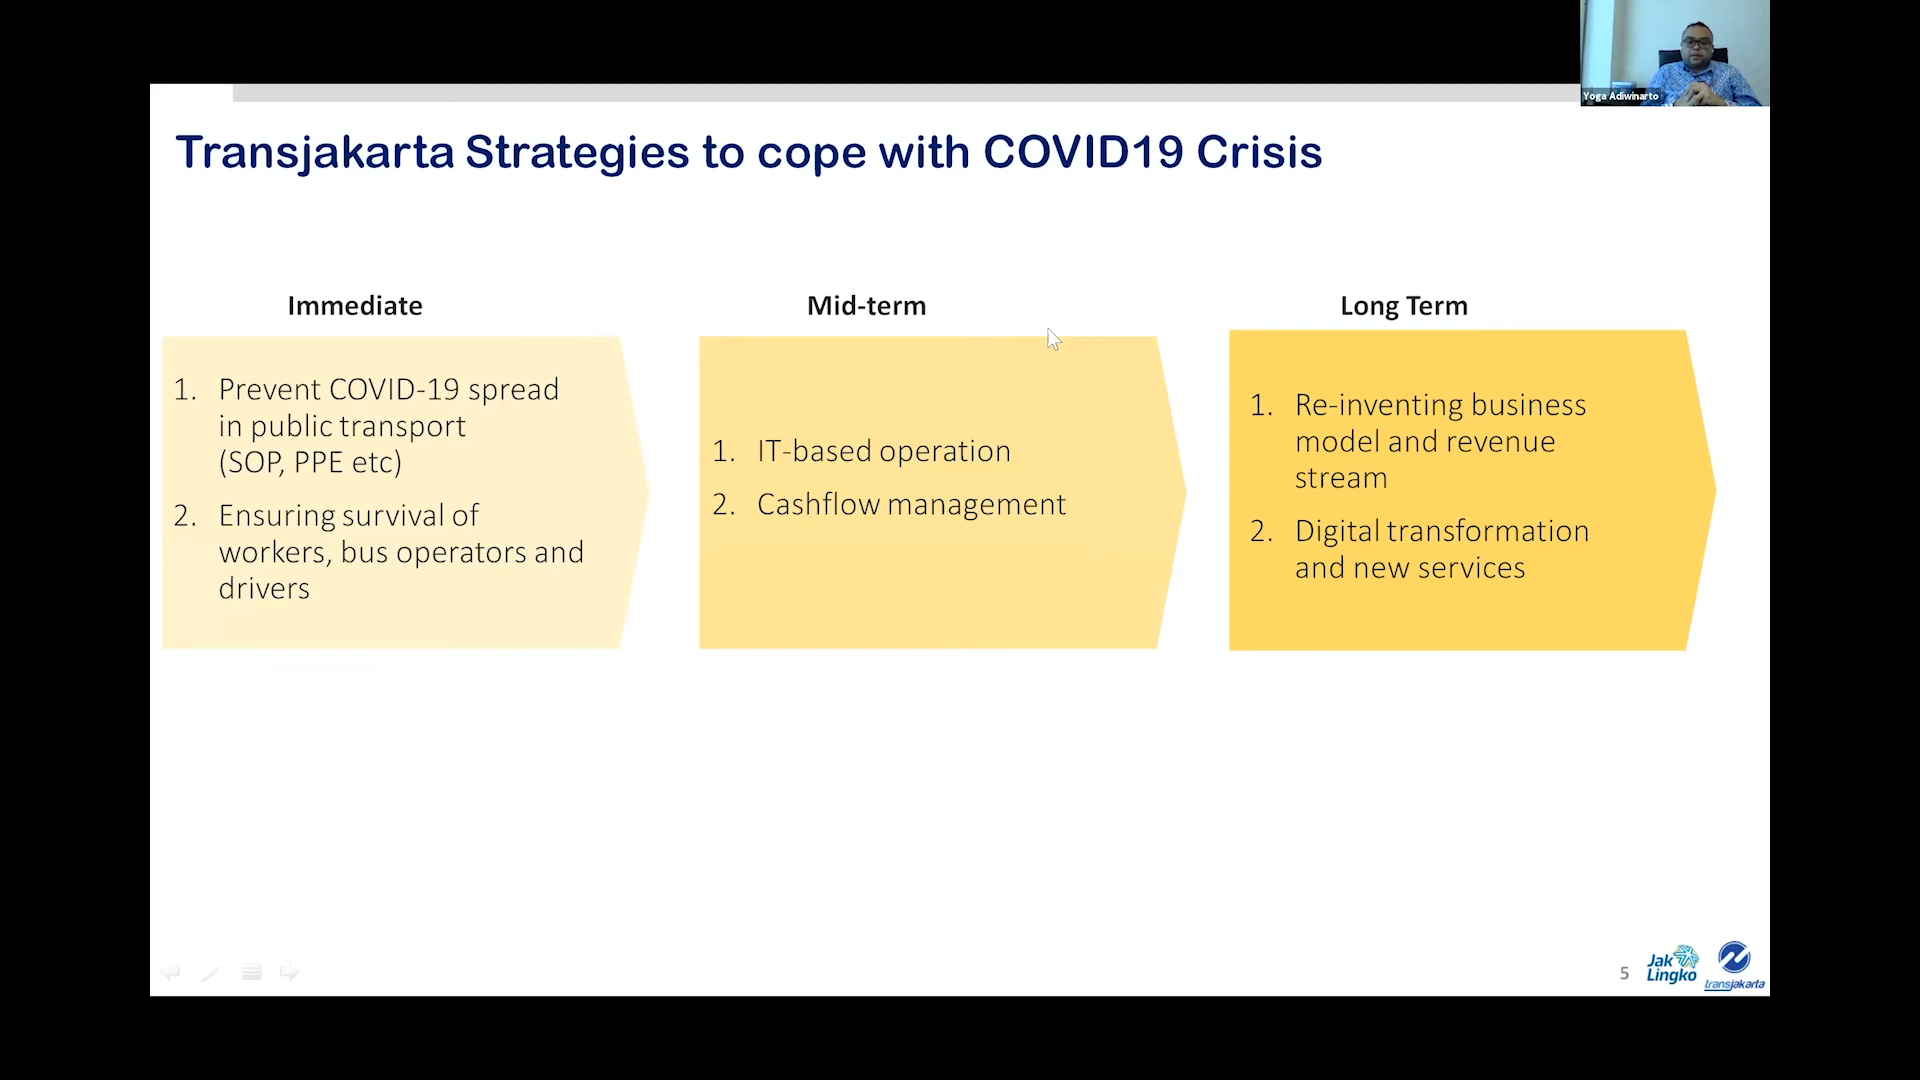 Yoga Adiwinarto
Transjakarta Strategies to cope with COVID19 Crisis
Immediate
1. Prevent COVID-19 spread
in public transport
(SOP, PPE etc)
2. Ensuring survival of
workers, bus operators and
drivers
Mid-term
1. IT-based operation
2. Cashflow management
Long Term
1. Re-inventing business
model and revenue
stream
2. Digital transformation
and new services
5
Jak
Lingko
transjakarta